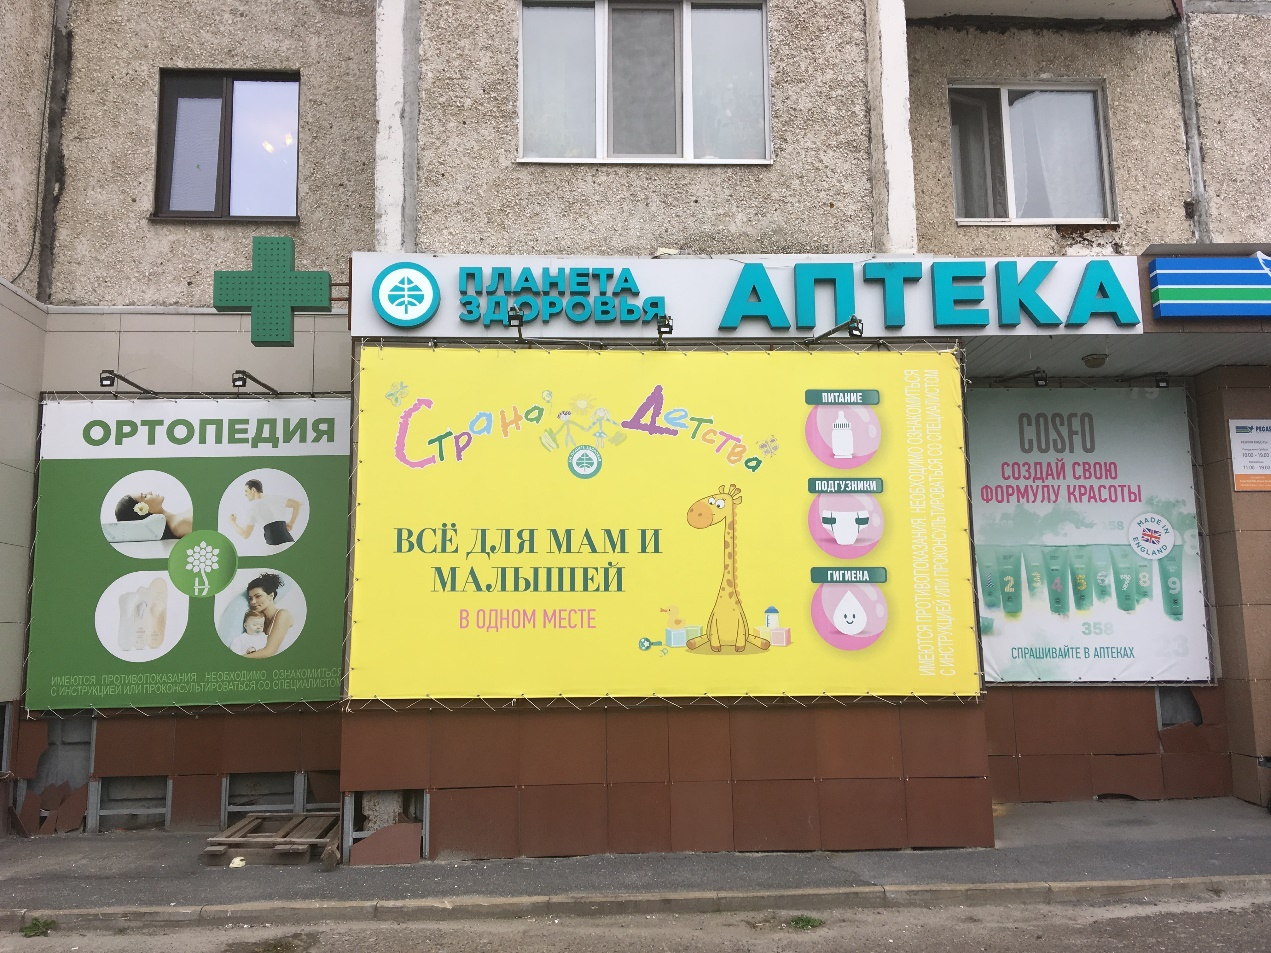 ПЛАНЕТА
ЗДОРОВЬЯ
АПТЕКА
ОРТОПЕДИЯ
ИМЕЮТСЯ ПРОТИВОПОКАЗАНИЯ НЕОБХОДИМО ОЗНАКОМИТЬСЯ
С ИНСТРУКЦИЕЙ ИЛИ ПРОКОНСУЛЬТИРОВАТЬСЯ СО СПЕЦИАЛИСТОМ
Страна Детства
ВСЁ ДЛЯ МАМ И
МАЛЫШЕЙ
В ОДНОМ МЕСТЕ
ПИТАНИЕ
ПОДГУЗНИКИ
ГИГИЕНА
ИМЕЮТСЯ ПРОТИВОПОКАЗАНИЯ НЕОБХОДИМО ОЗНАКОМИТЬСЯ
С ИНСТРУКЦИЕЙ ИЛИ ПРОКОНСУЛЬТИРОВАТЬСЯ СО СПЕЦИАЛИСТОМ
COSFO
СОЗДАЙ СВОЮ
ФОРМУЛУ КРАСОТЫ
358
MADE IN
ENGLAND
2 3 4 5 6 7 8 9
358
23
СПРАШИВАЙТЕ В АПТЕКАХ